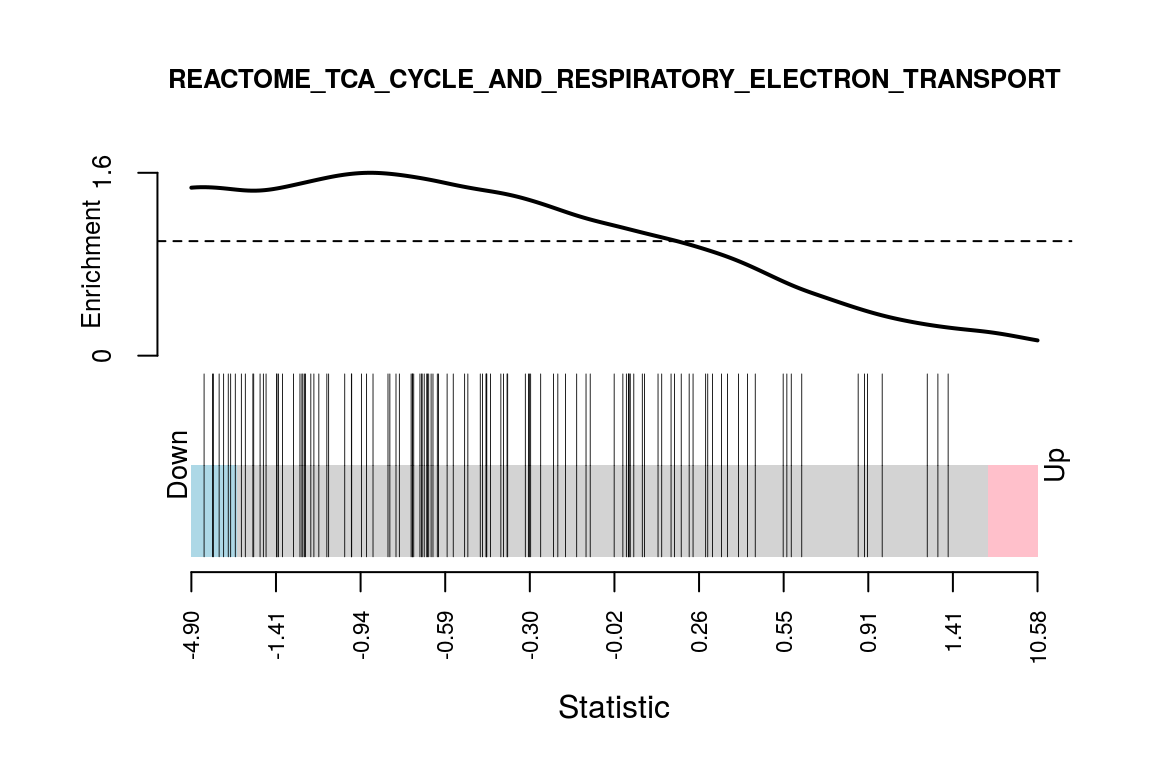 REACTOME_TCA_CYCLE_AND_RESPIRATORY_ELECTRON_TRANSPORT
1.6
Enrichment
0
Down
Up
-4.90 -1.41 -0.94 -0.59 -0.30 -0.02 0.26 0.55 0.91 1.41 10.58
Statistic